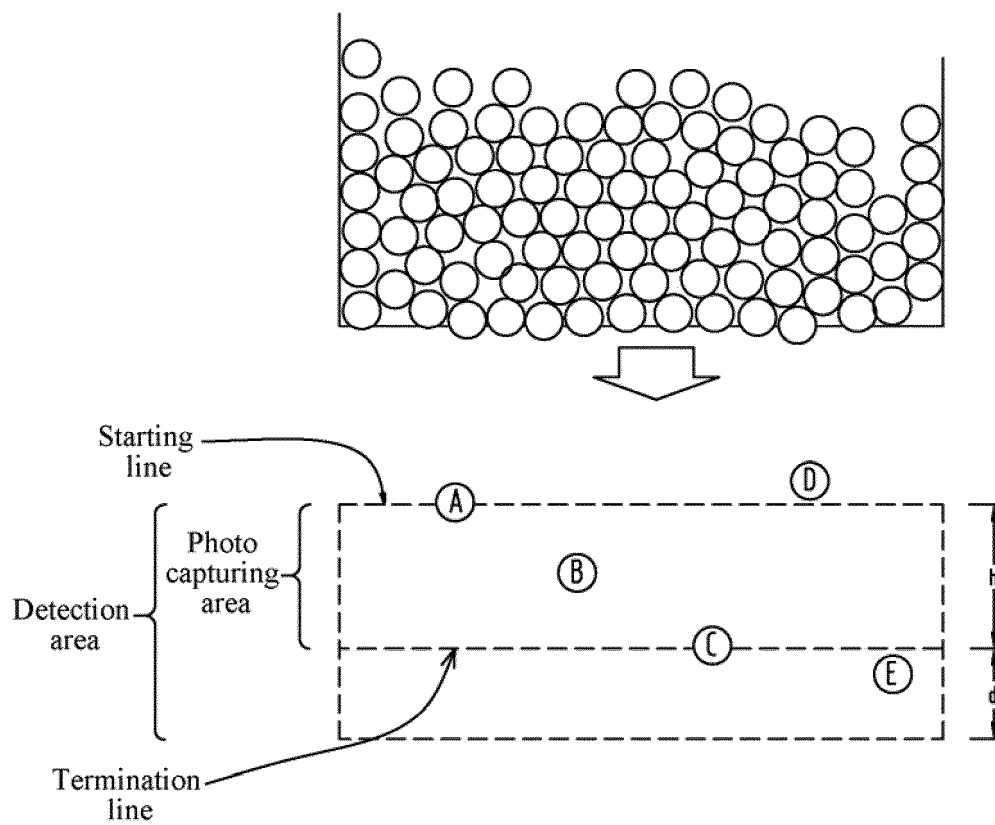 Starting
line
A
D
Photo
capturing
area
B
h
Detection
area
C
E
d
Termination
line